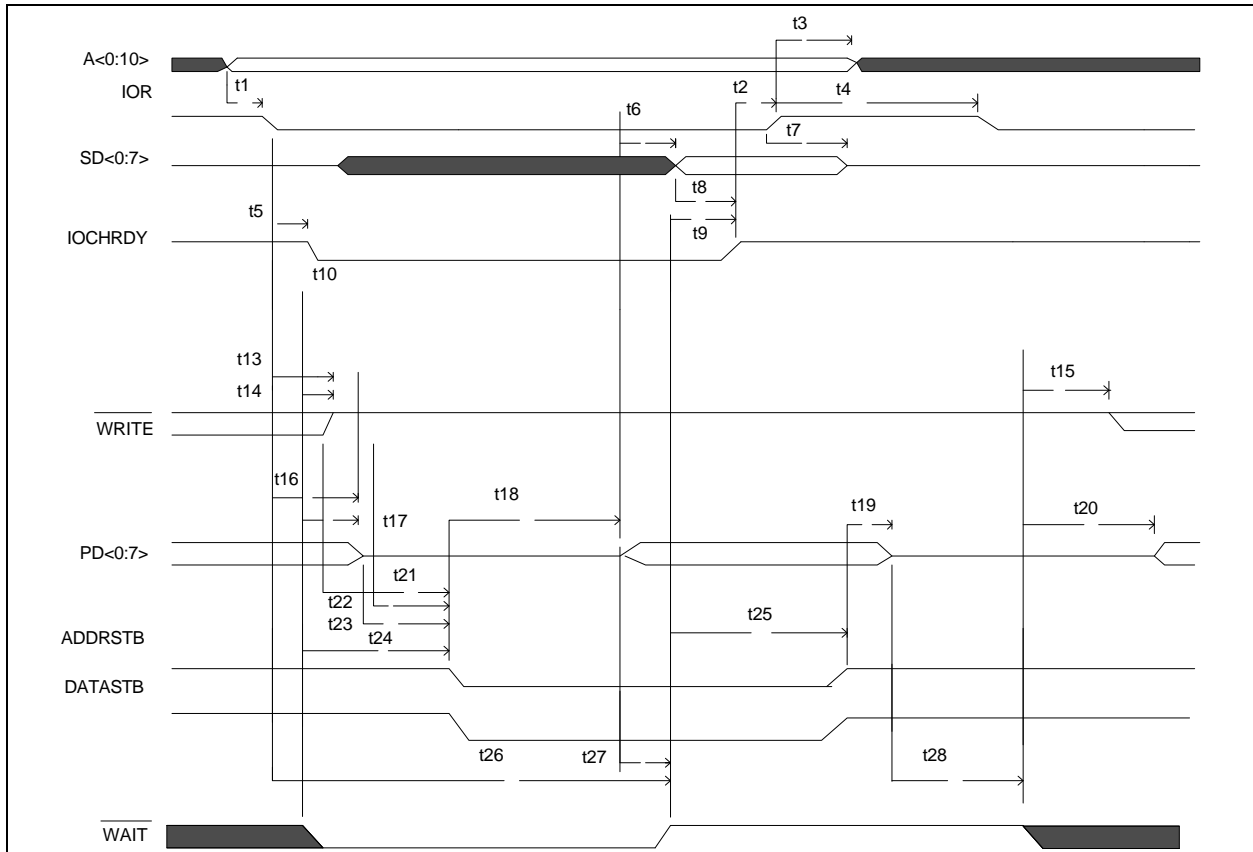 t3
A<0:10>
t1
t2
t4
IOR
t6
t7
SD<0:7>
t8
t5
t9
IOCHRDY
t10
t13
t15
t14
WRITE
t16
t18
t19
t17
t20
PD<0:7>
t21
t22
t23
t25
t24
ADDRSTB
DATASTB
t26
t27
t28
WAIT